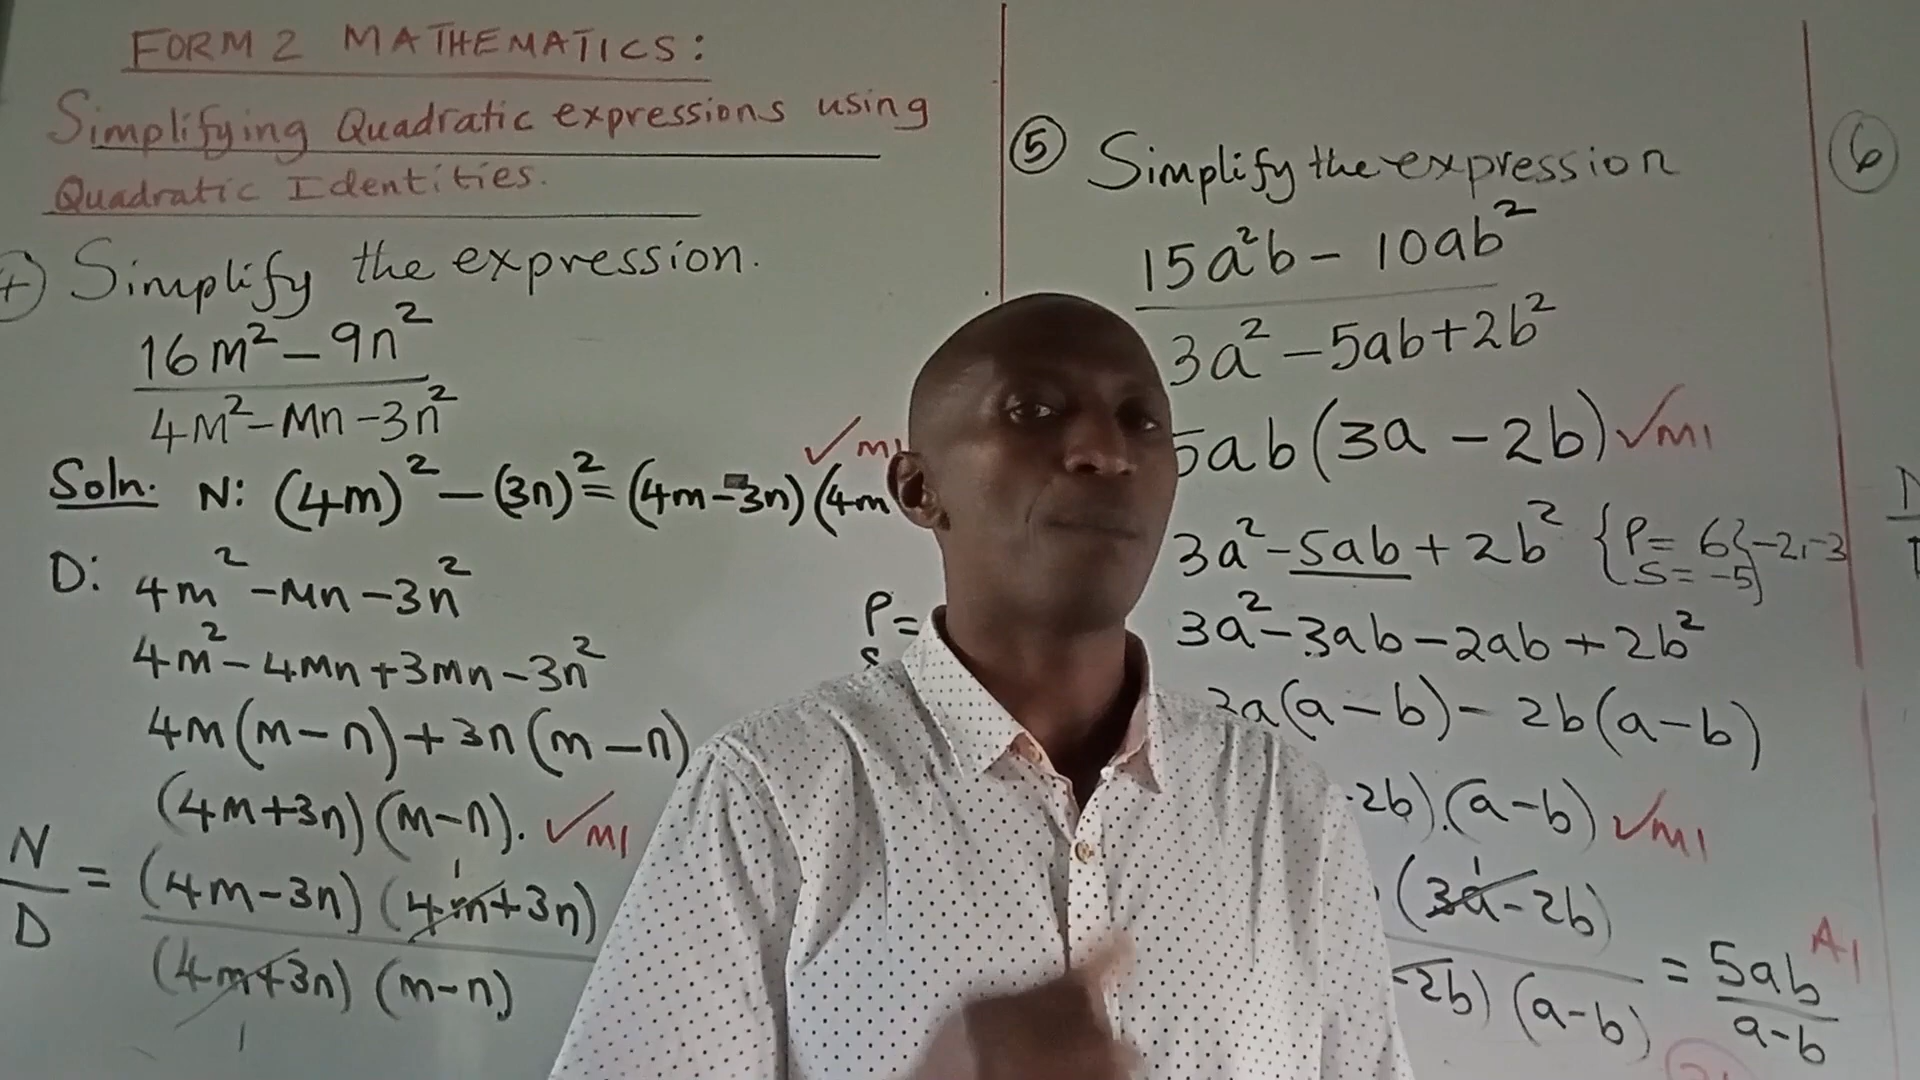 FORM 2 MATHEMATICS:
Simplifying Quadratic expressions using
Quadratic Identities.
Simplify the expression.
16m² – 9n²
4m² – mn – 3n²
Soln. N: (4m)² – (3n)² = (4m – 3n)(4m
✓M1
D: 4m² – mn – 3n²
P=
4m² – 4mn + 3mn – 3n²
4m(m – n) + 3n(m – n)
(4m + 3n)(m – n). ✓M1
N/D = (4m – 3n)(4m + 3n) 1
(4m + 3n)(m – n)
1
⑤ Simplify the expression
15a²b – 10ab²
3a² – 5ab + 2b²
5ab(3a – 2b) ✓M1
3a² – 5ab + 2b² {P= 6 S= –5} –2, –3
3a² – 3ab – 2ab + 2b²
3a(a – b) – 2b(a – b)
2b).(a – b) ✓M1
(3a – 2b) 1
–2b)(a – b)
= 5ab A1
a – b
⑥
N